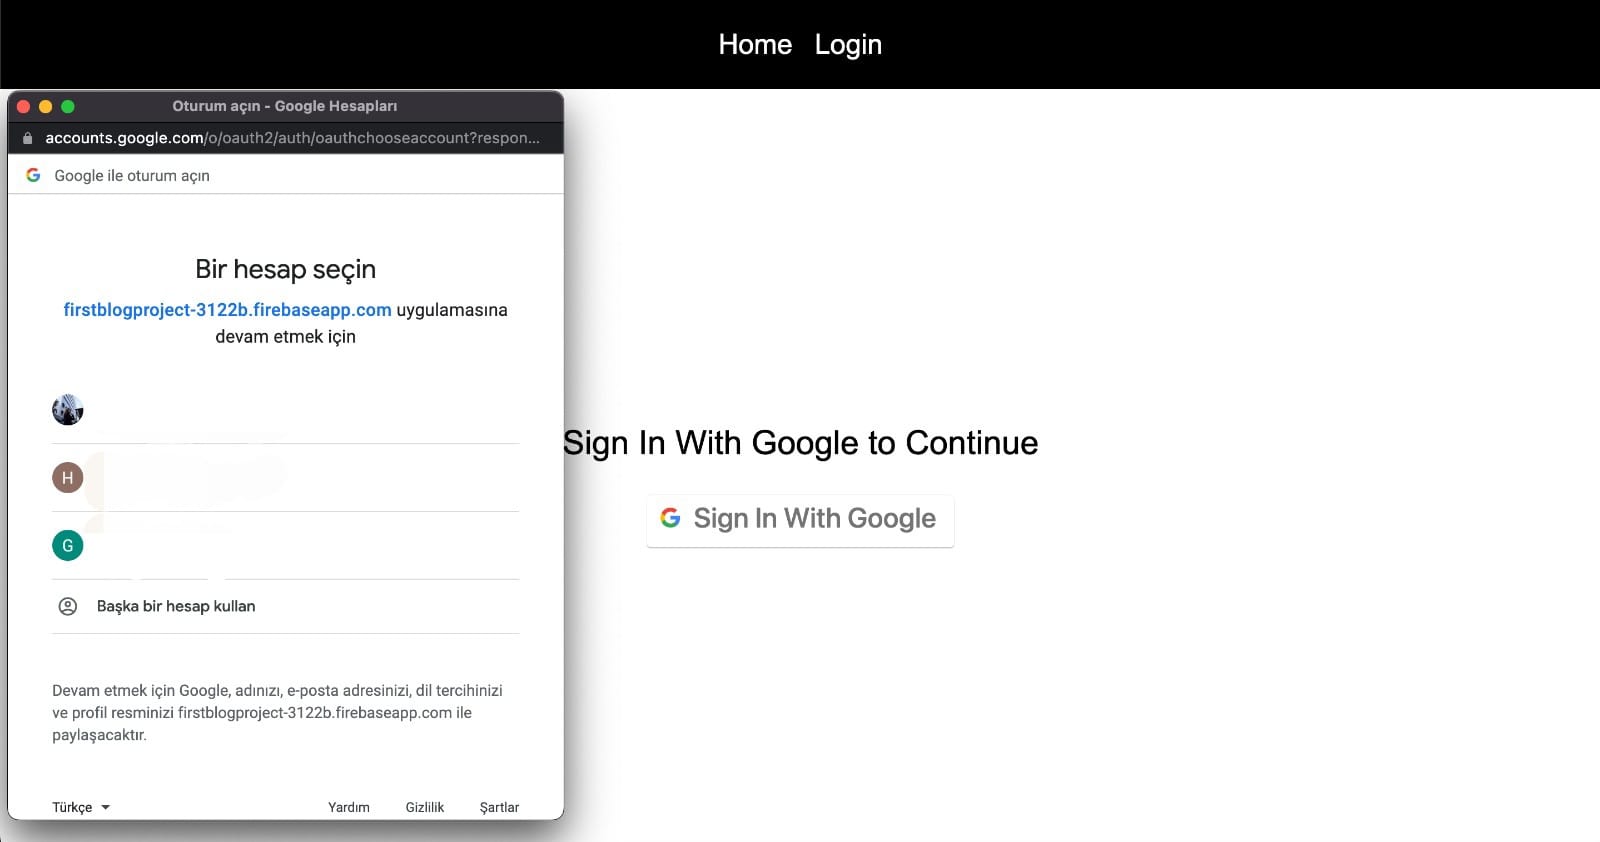 Home Login
Oturum açın - Google Hesapları
accounts.google.com/o/oauth2/auth/oauthchooseaccount?respon...
Google ile oturum açın
Bir hesap seçin
firstblogproject-3122b.firebaseapp.com uygulamasına
devam etmek için
H
G
Başka bir hesap kullan
Devam etmek için Google, adınızı, e-posta adresinizi, dil tercihinizi
ve profil resminizi firstblogproject-3122b.firebaseapp.com ile
paylaşacaktır.
Türkçe Yardım Gizlilik Şartlar
Sign In With Google to Continue
Sign In With Google